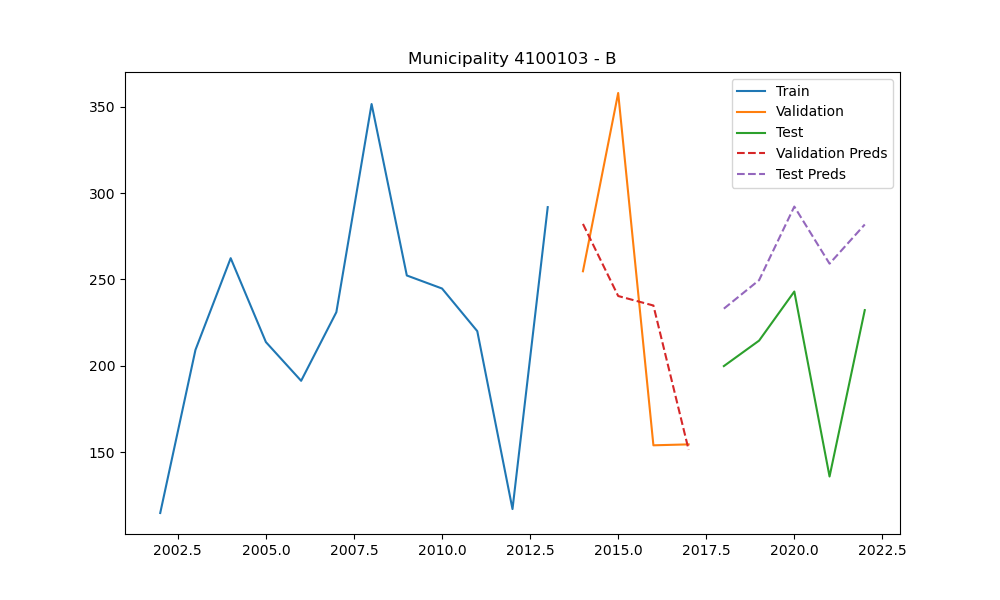 Municipality 4100103 - B
350
300
250
200
150
2002.5 2005.0 2007.5 2010.0 2012.5 2015.0 2017.5 2020.0 2022.5
Train
Validation
Test
Validation Preds
Test Preds